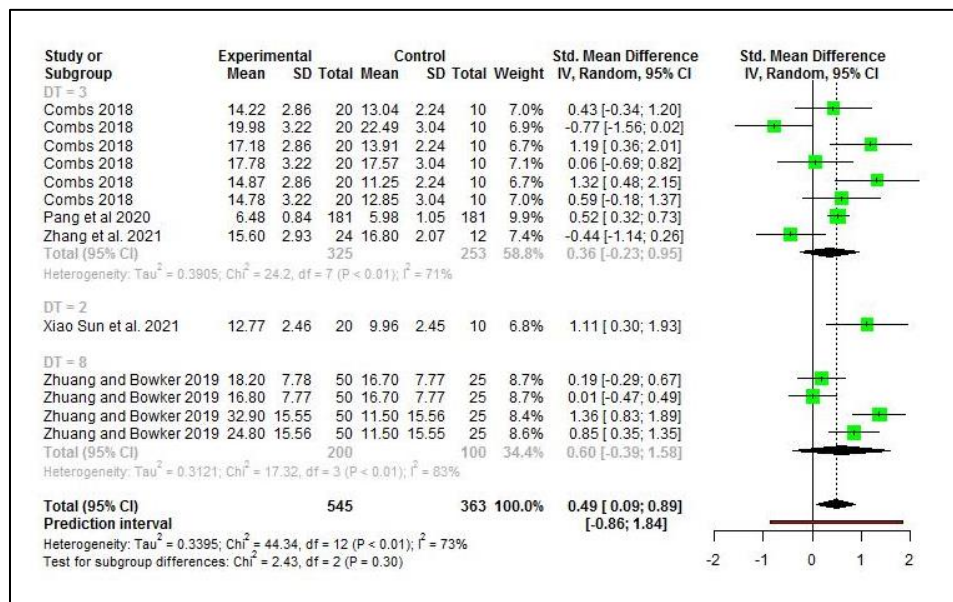 Study or Experimental Control Std. Mean Difference Std. Mean Difference
Subgroup Mean SD Total Mean SD Total Weight IV, Random, 95% CI IV, Random, 95% CI
DT = 3
Combs 2018 14.22 2.86 20 13.04 2.24 10 7.0% 0.43 [-0.34; 1.20]
Combs 2018 19.98 3.22 20 22.49 3.04 10 6.9% -0.77 [-1.56; 0.02]
Combs 2018 17.18 2.86 20 13.91 2.24 10 6.7% 1.19 [ 0.36; 2.01]
Combs 2018 17.78 3.22 20 17.57 3.04 10 7.1% 0.06 [-0.69; 0.82]
Combs 2018 14.87 2.86 20 11.25 2.24 10 6.7% 1.32 [ 0.48; 2.15]
Combs 2018 14.78 3.22 20 12.85 3.04 10 7.0% 0.59 [-0.18; 1.37]
Pang et al 2020 6.48 0.84 181 5.98 1.05 181 9.9% 0.52 [ 0.32; 0.73]
Zhang et al. 2021 15.60 2.93 24 16.80 2.07 12 7.4% -0.44 [-1.14; 0.26]
Total (95% CI) 325 253 58.8% 0.36 [-0.23; 0.95]
Heterogeneity: Tau² = 0.3905; Chi² = 24.2, df = 7 (P < 0.01); I² = 71%
DT = 2
Xiao Sun et al. 2021 12.77 2.46 20 9.96 2.45 10 6.8% 1.11 [ 0.30; 1.93]
DT = 8
Zhuang and Bowker 2019 18.20 7.78 50 16.70 7.77 25 8.7% 0.19 [-0.29; 0.67]
Zhuang and Bowker 2019 16.80 7.77 50 16.70 7.77 25 8.7% 0.01 [-0.47; 0.49]
Zhuang and Bowker 2019 32.90 15.55 50 11.50 15.56 25 8.4% 1.36 [ 0.83; 1.89]
Zhuang and Bowker 2019 24.80 15.56 50 11.50 15.55 25 8.6% 0.85 [ 0.35; 1.35]
Total (95% CI) 200 100 34.4% 0.60 [-0.39; 1.58]
Heterogeneity: Tau² = 0.3121; Chi² = 17.32, df = 3 (P < 0.01); I² = 83%
Total (95% CI) 545 363 100.0% 0.49 [ 0.09; 0.89]
Prediction interval [-0.86; 1.84]
Heterogeneity: Tau² = 0.3395; Chi² = 44.34, df = 12 (P < 0.01); I² = 73%
Test for subgroup differences: Chi² = 2.43, df = 2 (P = 0.30)
-2 -1 0 1 2